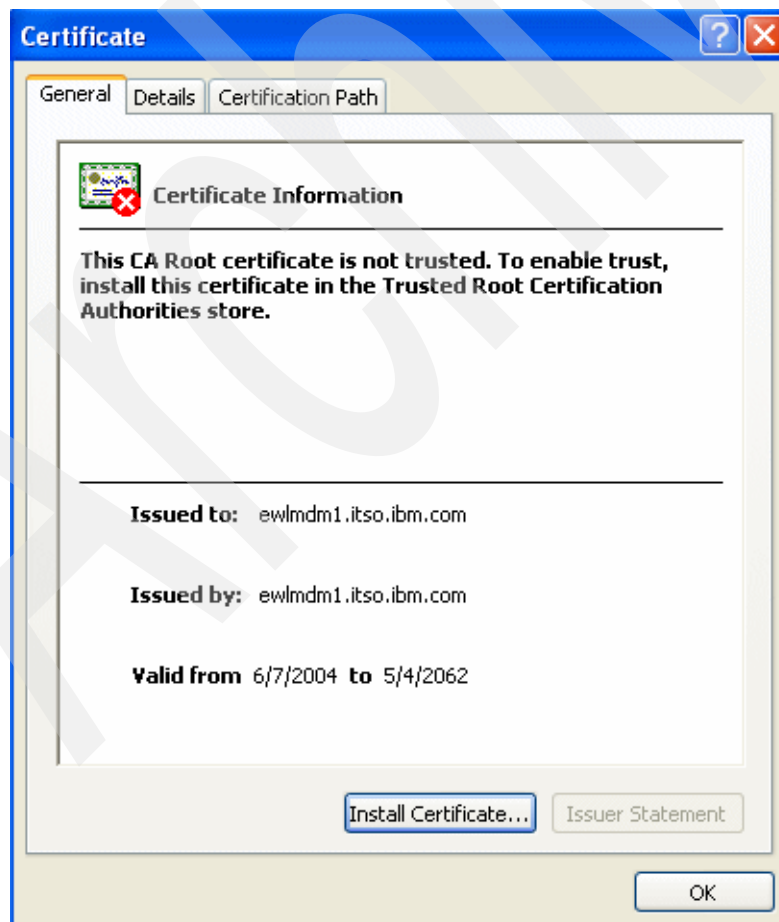 Certificate
General Details Certification Path
Certificate Information
This CA Root certificate is not trusted. To enable trust,
install this certificate in the Trusted Root Certification
Authorities store.
Issued to: ewlmdm1.itso.ibm.com
Issued by: ewlmdm1.itso.ibm.com
Valid from 6/7/2004 to 5/4/2062
Install Certificate... Issuer Statement
OK